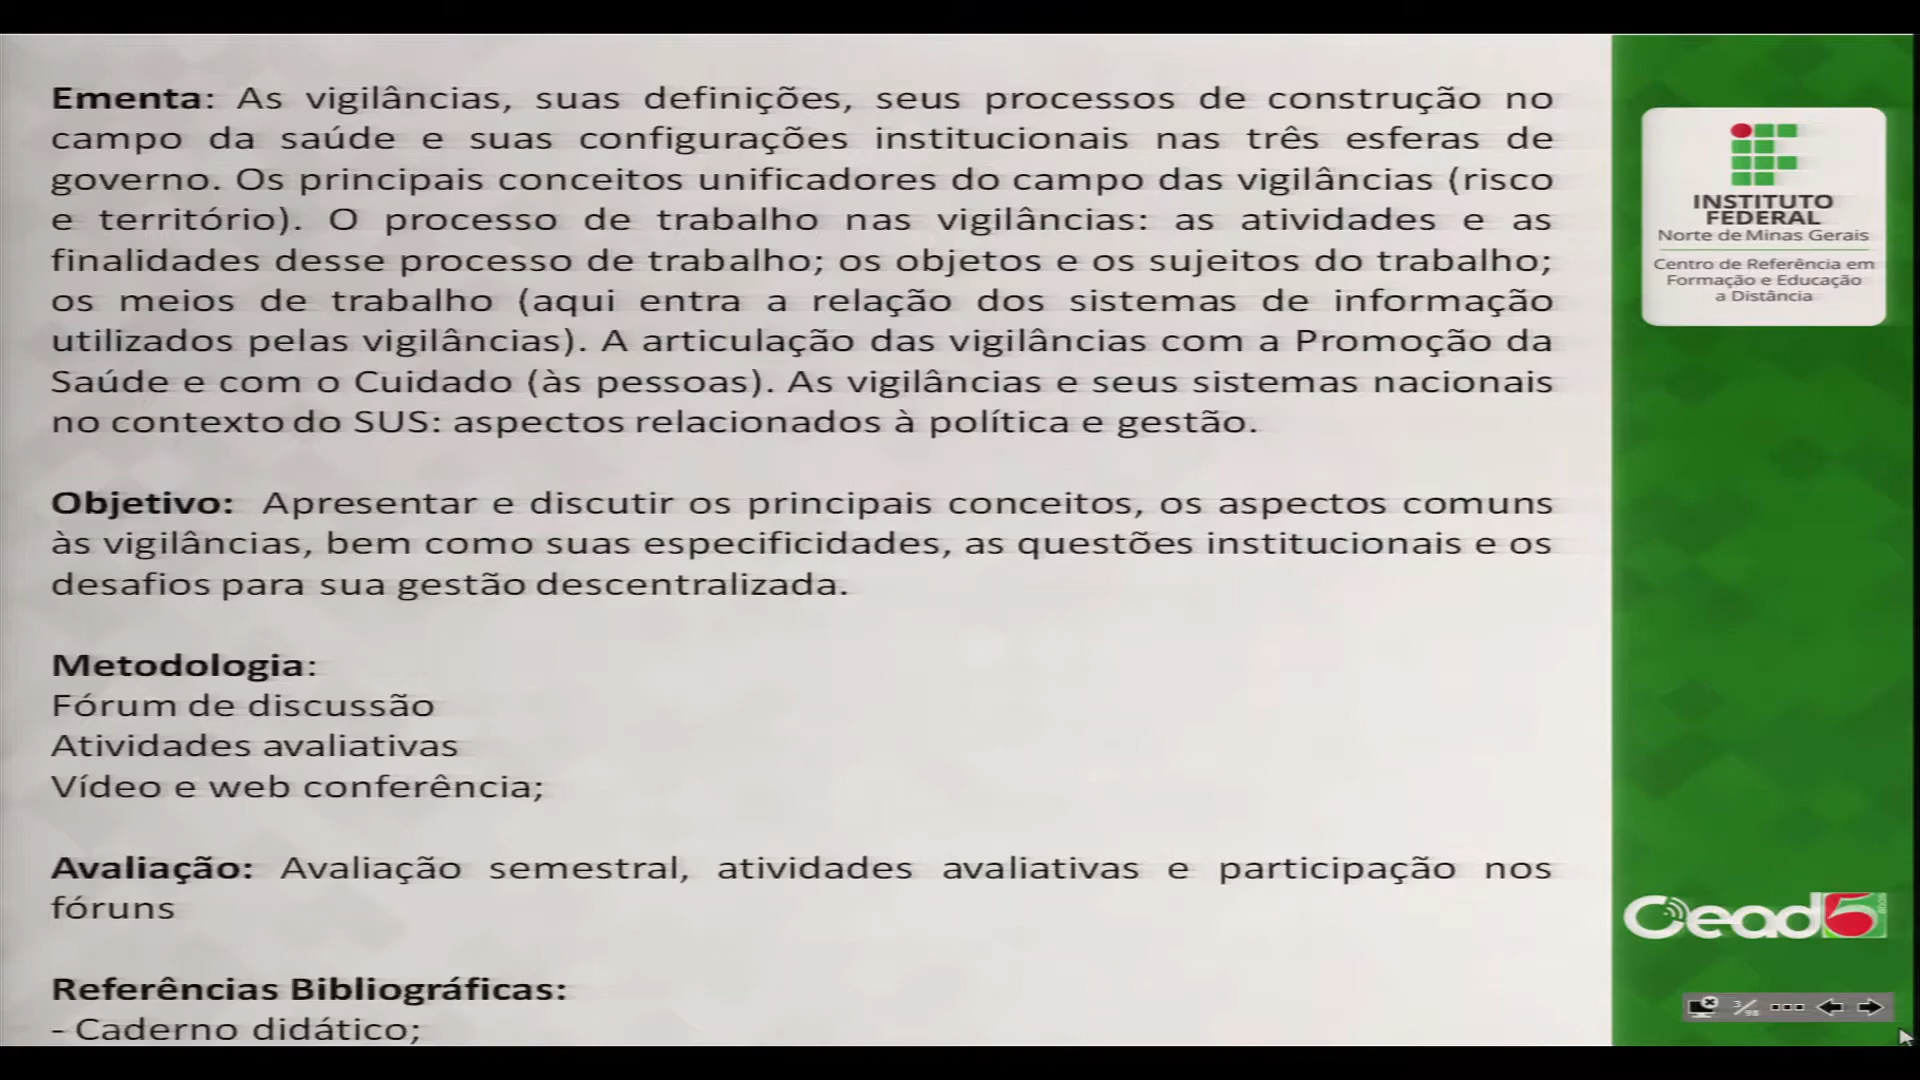 Ementa: As vigilâncias, suas definições, seus processos de construção no
campo da saúde e suas configurações institucionais nas três esferas de
governo. Os principais conceitos unificadores do campo das vigilâncias (risco
e território). O processo de trabalho nas vigilâncias: as atividades e as
finalidades desse processo de trabalho; os objetos e os sujeitos do trabalho;
os meios de trabalho (aqui entra a relação dos sistemas de informação
utilizados pelas vigilâncias). A articulação das vigilâncias com a Promoção da
Saúde e com o Cuidado (às pessoas). As vigilâncias e seus sistemas nacionais
no contexto do SUS: aspectos relacionados à política e gestão.
Objetivo: Apresentar e discutir os principais conceitos, os aspectos comuns
às vigilâncias, bem como suas especificidades, as questões institucionais e os
desafios para sua gestão descentralizada.
Metodologia:
Fórum de discussão
Atividades avaliativas
Vídeo e web conferência;
Avaliação: Avaliação semestral, atividades avaliativas e participação nos
fóruns
Referências Bibliográficas:
- Caderno didático;
INSTITUTO
FEDERAL
Norte de Minas Gerais
Centro de Referência em
Formação e Educação
a Distância
Cead 5 anos
3/98